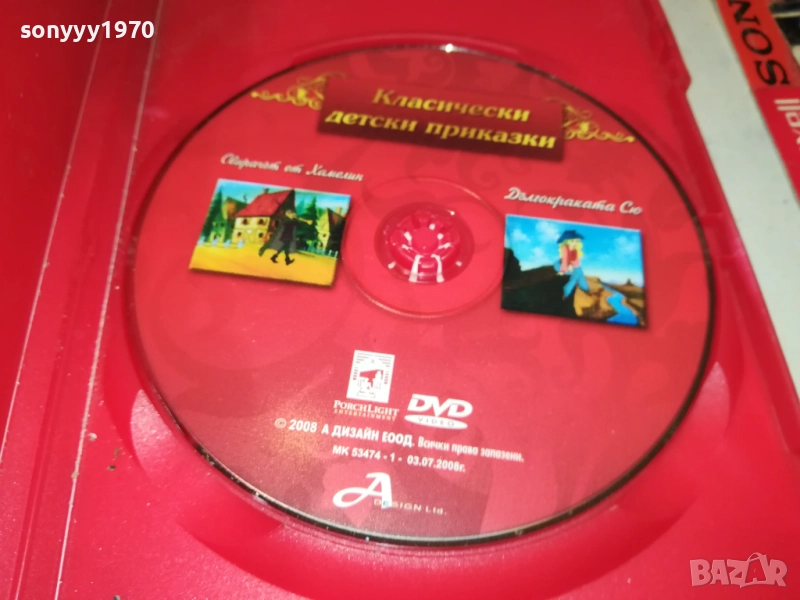 sonyyy1970
SON
Класически
детски приказки
Свирачът от Хамелин
Дългокраката Сю
PORCHLIGHT
ENTERTAINMENT
DVD
VIDEO
© 2008 А ДИЗАЙН ЕООД. Всички права запазени.
МК 53474 - 1 - 03.07.2008г.
A
DESIGN Ltd.
BAZAR